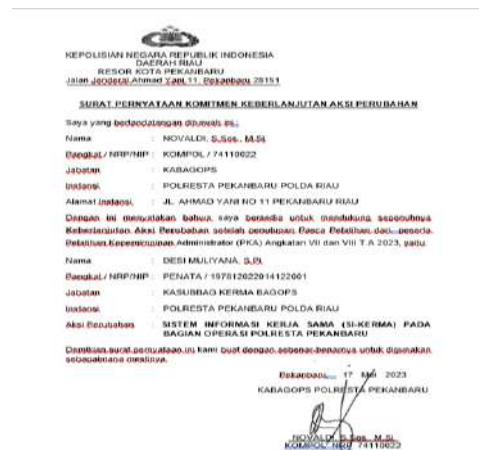 KEPOLISIAN NEGARA REPUBLIK INDONESIA
DAERAH RIAU
RESOR KOTA PEKANBARU
Jalan Jenderal Ahmad Yani 11, Pekanbaru 28151
SURAT PERNYATAAN KOMITMEN KEBERLANJUTAN AKSI PERUBAHAN
Saya yang bertandatangan dibawah ini :
Nama : NOVALDI, S.Sos., M.Si
Pangkat / NRP/NIP : KOMPOL / 74110022
Jabatan : KABAGOPS
Instansi : POLRESTA PEKANBARU POLDA RIAU
Alamat Instansi : JL. AHMAD YANI NO 11 PEKANBARU RIAU
Dengan ini menyatakan bahwa saya bersedia untuk mendukung sepenuhnya
Keberlanjutan Aksi Perubahan setelah penutupan Pasca Pelatihan dari peserta
Pelatihan Kepemimpinan Administrator (PKA) Angkatan VII dan VIII T.A 2023, yaitu
Nama : DESI MULIYANA, S.Pi
Pangkat / NRP/NIP : PENATA / 197812022014122001
Jabatan : KASUBBAG KERMA BAGOPS
Instansi : POLRESTA PEKANBARU POLDA RIAU
Aksi Perubahan : SISTEM INFORMASI KERJA SAMA (SI-KERMA) PADA
BAGIAN OPERASI POLRESTA PEKANBARU
Demikian surat pernyataan ini kami buat dengan sebenar-benarnya untuk digunakan
sebagaimana mestinya.
Pekanbaru, 17 Mei 2023
KABAGOPS POLRESTA PEKANBARU
NOVALDI, S.Sos., M.Si
KOMPOL NRP 74110022